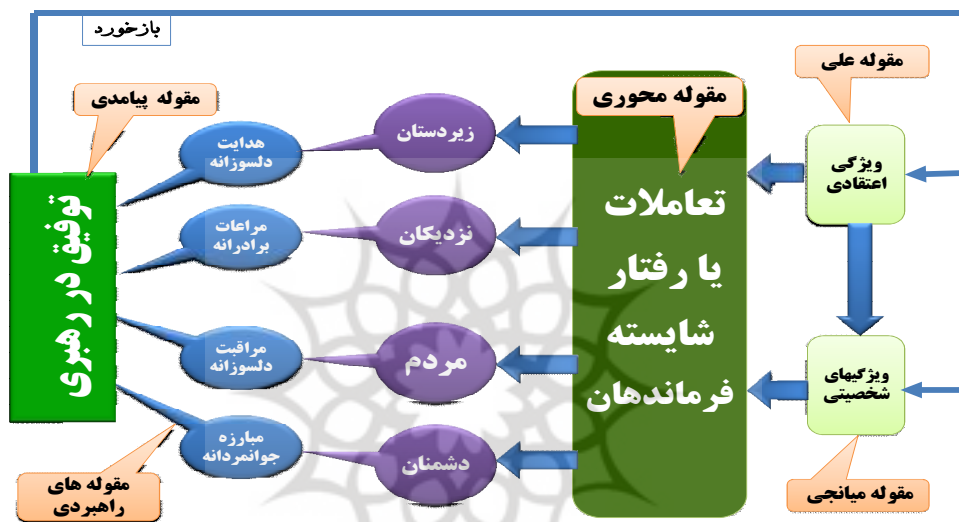 بازخورد
مقوله علی
ویژگی
اعتقادی
ویژگیهای
شخصیتی
مقوله میانجی
مقوله محوری
تعاملات
یا رفتار
شایسته
فرماندهان
زیردستان
نزدیکان
مردم
دشمنان
هدایت
دلسوزانه
مراعات
برادرانه
مراقبت
دلسوزانه
مبارزه
جوانمردانه
مقوله های
راهبردی
مقوله پیامدی
توفیق در رهبری